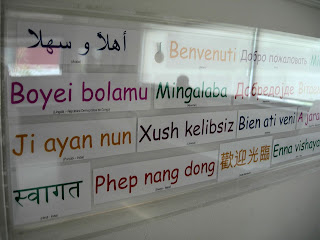 أهلا و سهلا Benvenuti Добро пожаловать
Boyei bolamu Mingalaba Добредојде
Ji ayan nun Xush kelibsiz Bien ati veni
स्वागत Phep nang dong 歡迎光臨 Enna vishaya